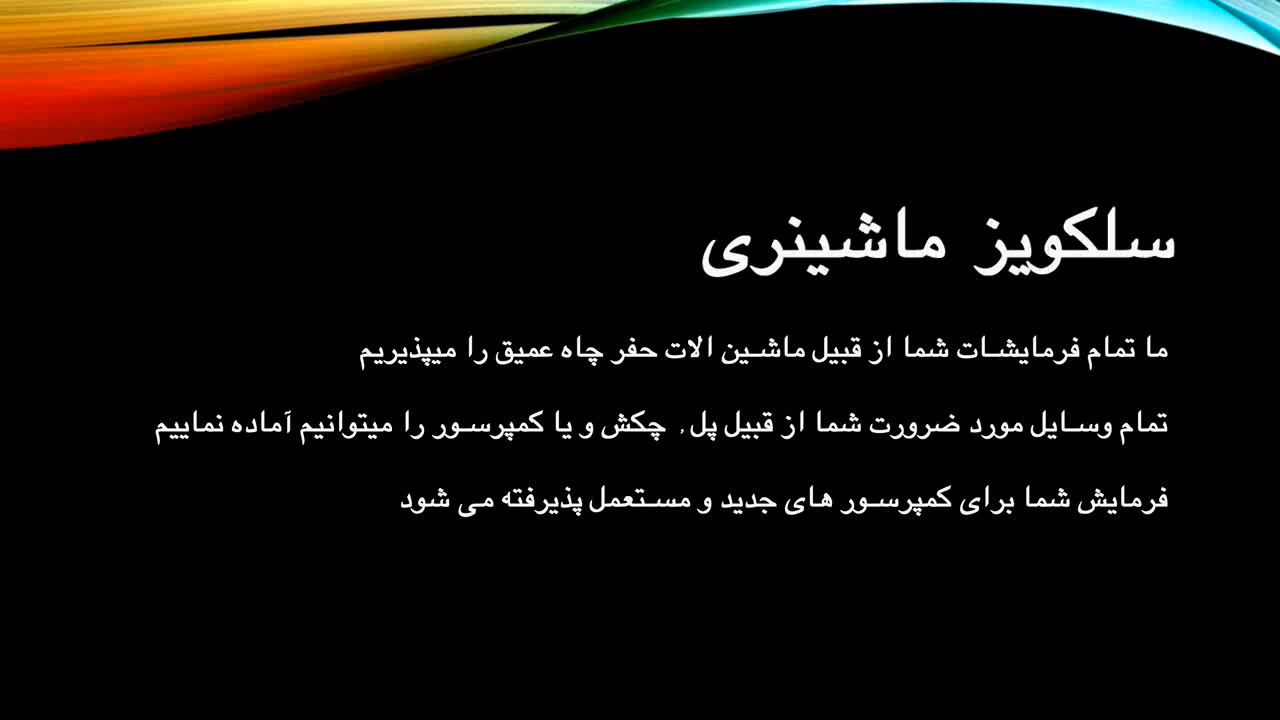 سلکویز ماشینری
ما تمام فرمایشات شما از قبیل ماشین الات حفر چاه عمیق را میپذیریم
تمام وسایل مورد ضرورت شما از قبیل پل, چکش و یا کمپرسور را میتوانیم آماده نماییم
فرمایش شما برای کمپرسور های جدید و مستعمل پذیرفته می شود